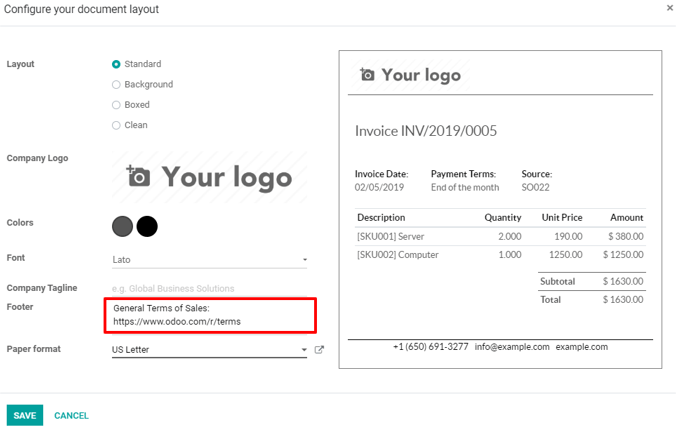 Configure your document layout
×
Layout
Standard
Background
Boxed
Clean
Company Logo
Your logo
Colors
Font
Lato
Company Tagline
e.g. Global Business Solutions
Footer
General Terms of Sales:
https://www.odoo.com/r/terms
Paper format
US Letter
Your logo
Invoice INV/2019/0005
Invoice Date: Payment Terms: Source:
02/05/2019 End of the month SO022
Description Quantity Unit Price Amount
[SKU001] Server 2.000 190.00 $ 380.00
[SKU002] Computer 1.000 1250.00 $ 1250.00
Subtotal $ 1630.00
Total $ 1630.00
+1 (650) 691-3277 info@example.com example.com
SAVE CANCEL